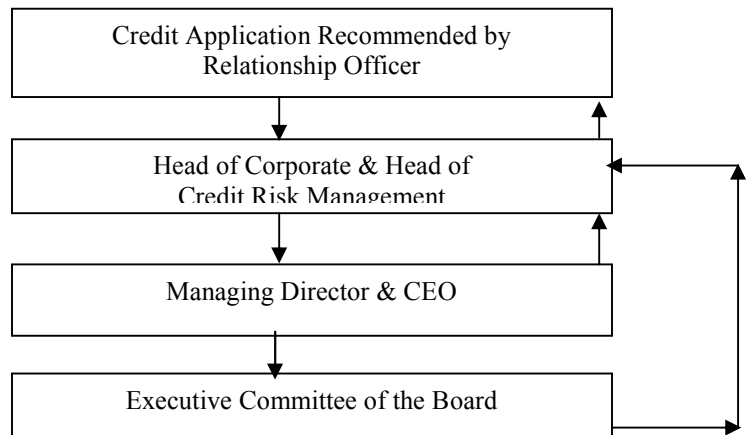 Credit Application Recommended by
Relationship Officer
Head of Corporate & Head of
Credit Risk Management
Managing Director & CEO
Executive Committee of the Board